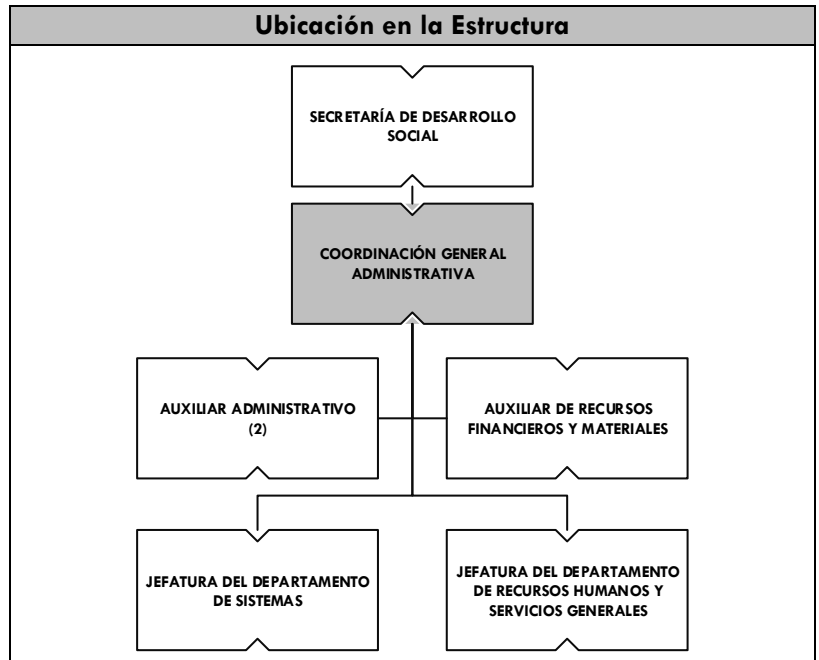 Ubicación en la Estructura
SECRETARÍA DE DESARROLLO
SOCIAL
COORDINACIÓN GENERAL
ADMINISTRATIVA
AUXILIAR ADMINISTRATIVO
(2)
AUXILIAR DE RECURSOS
FINANCIEROS Y MATERIALES
JEFATURA DEL DEPARTAMENTO
DE SISTEMAS
JEFATURA DEL DEPARTAMENTO
DE RECURSOS HUMANOS Y
SERVICIOS GENERALES